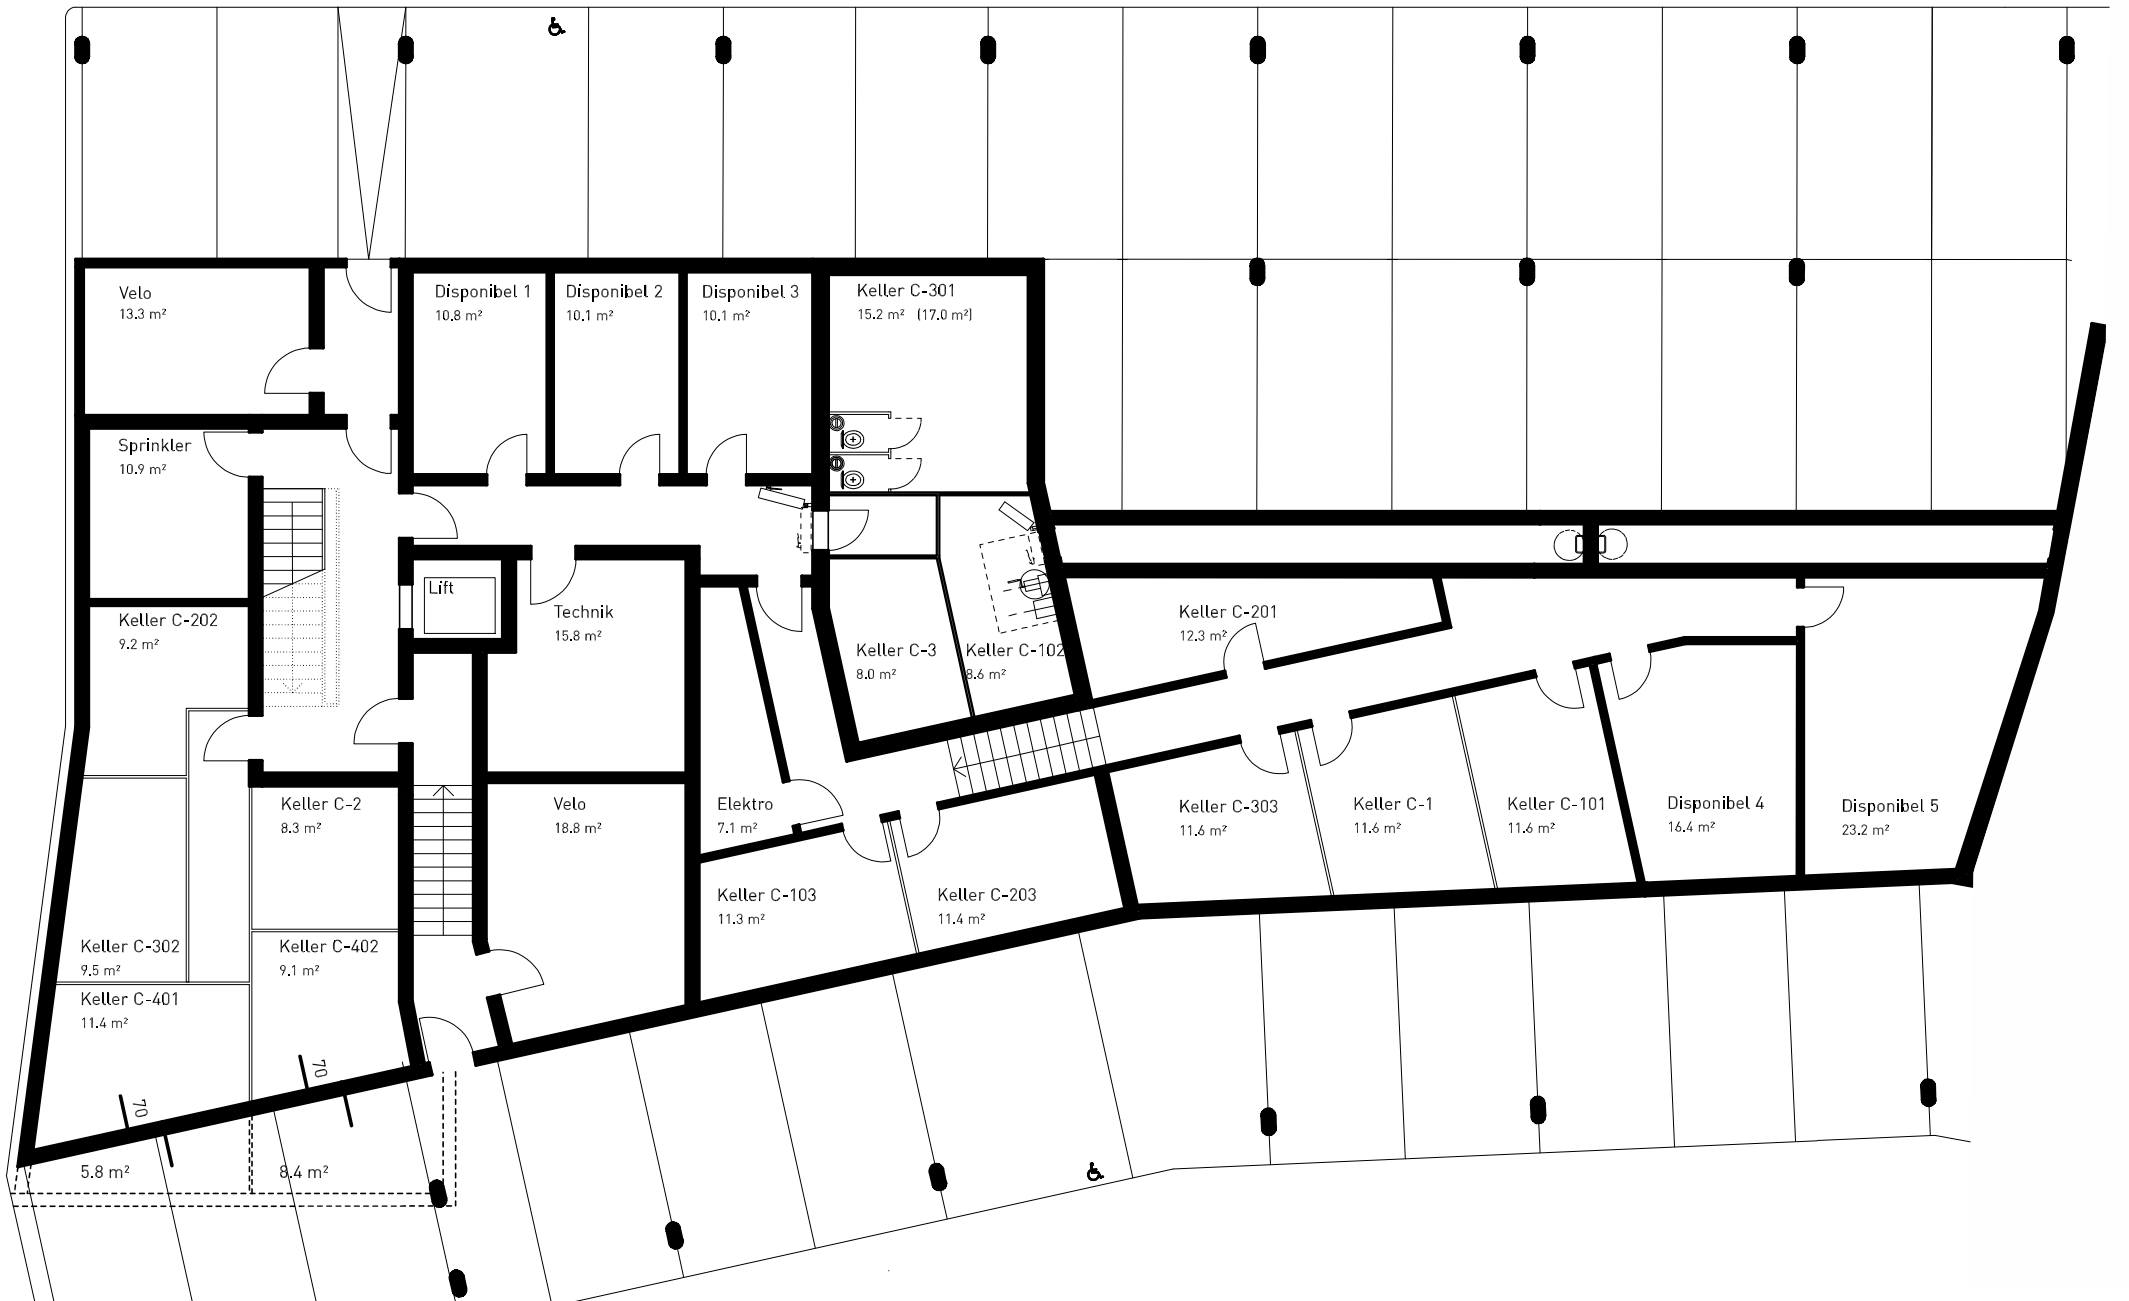 Velo
13.3 m²
Disponibel 1
10.8 m²
Disponibel 2
10.1 m²
Disponibel 3
10.1 m²
Keller C-301
15.2 m² (17.0 m²)
Sprinkler
10.9 m²
Lift
Technik
15.8 m²
Keller C-202
9.2 m²
Keller C-3
8.0 m²
Keller C-102
8.6 m²
Keller C-201
12.3 m²
Keller C-2
8.3 m²
Velo
18.8 m²
Elektro
7.1 m²
Keller C-303
11.6 m²
Keller C-1
11.6 m²
Keller C-101
11.6 m²
Disponibel 4
16.4 m²
Disponibel 5
23.2 m²
Keller C-103
11.3 m²
Keller C-203
11.4 m²
Keller C-302
9.5 m²
Keller C-402
9.1 m²
Keller C-401
11.4 m²
70
70
5.8 m²
8.4 m²